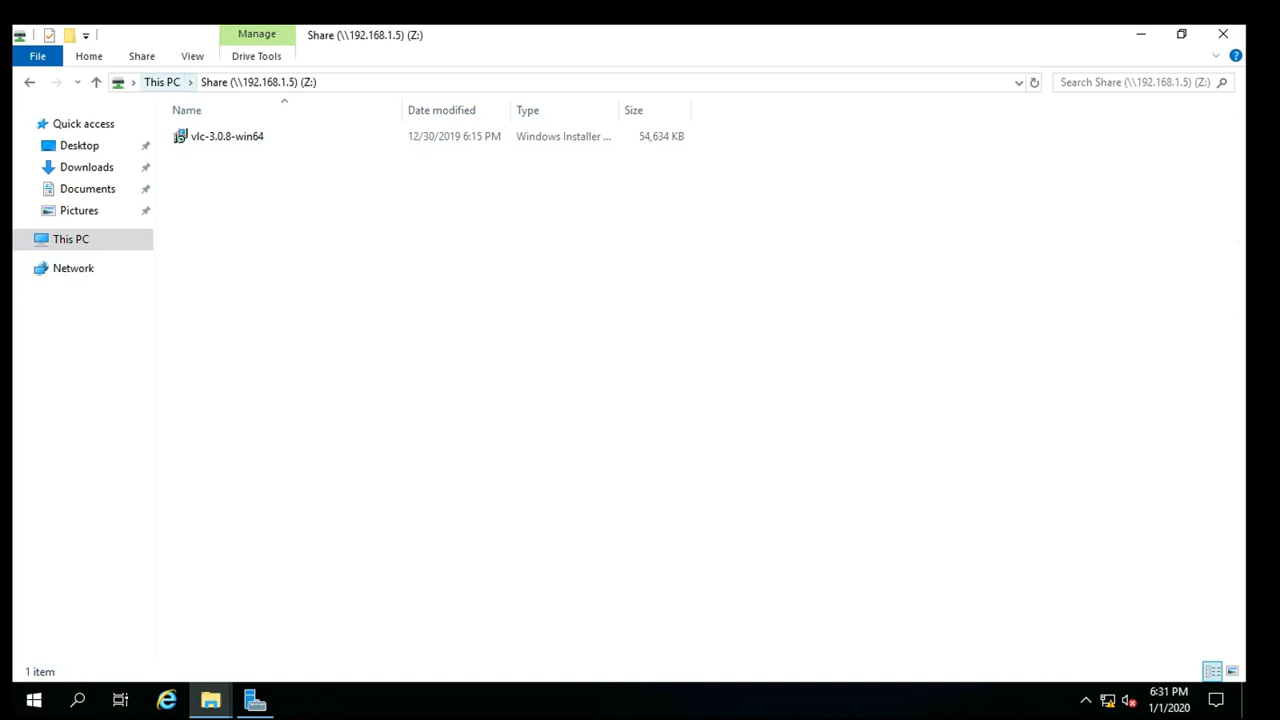 Manage
Share (\\192.168.1.5) (Z:)
File
Home
Share
View
Drive Tools
This PC
Share (\\192.168.1.5) (Z:)
Search Share (\\192.168.1.5) (Z:)
Name
Date modified
Type
Size
vlc-3.0.8-win64
12/30/2019 6:15 PM
Windows Installer ...
54,634 KB
Quick access
Desktop
Downloads
Documents
Pictures
This PC
Network
1 item
6:31 PM
1/1/2020